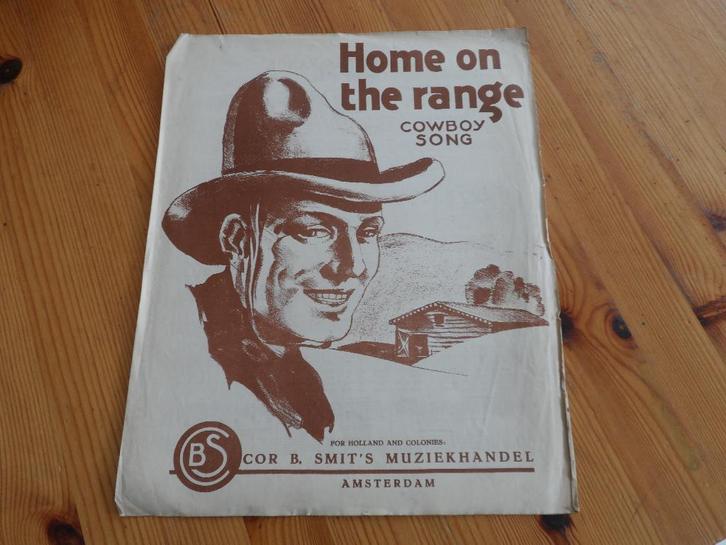 Home on
the range
COWBOY
SONG
FOR HOLLAND AND COLONIES:
CBS
COR B. SMIT'S MUZIEKHANDEL
AMSTERDAM